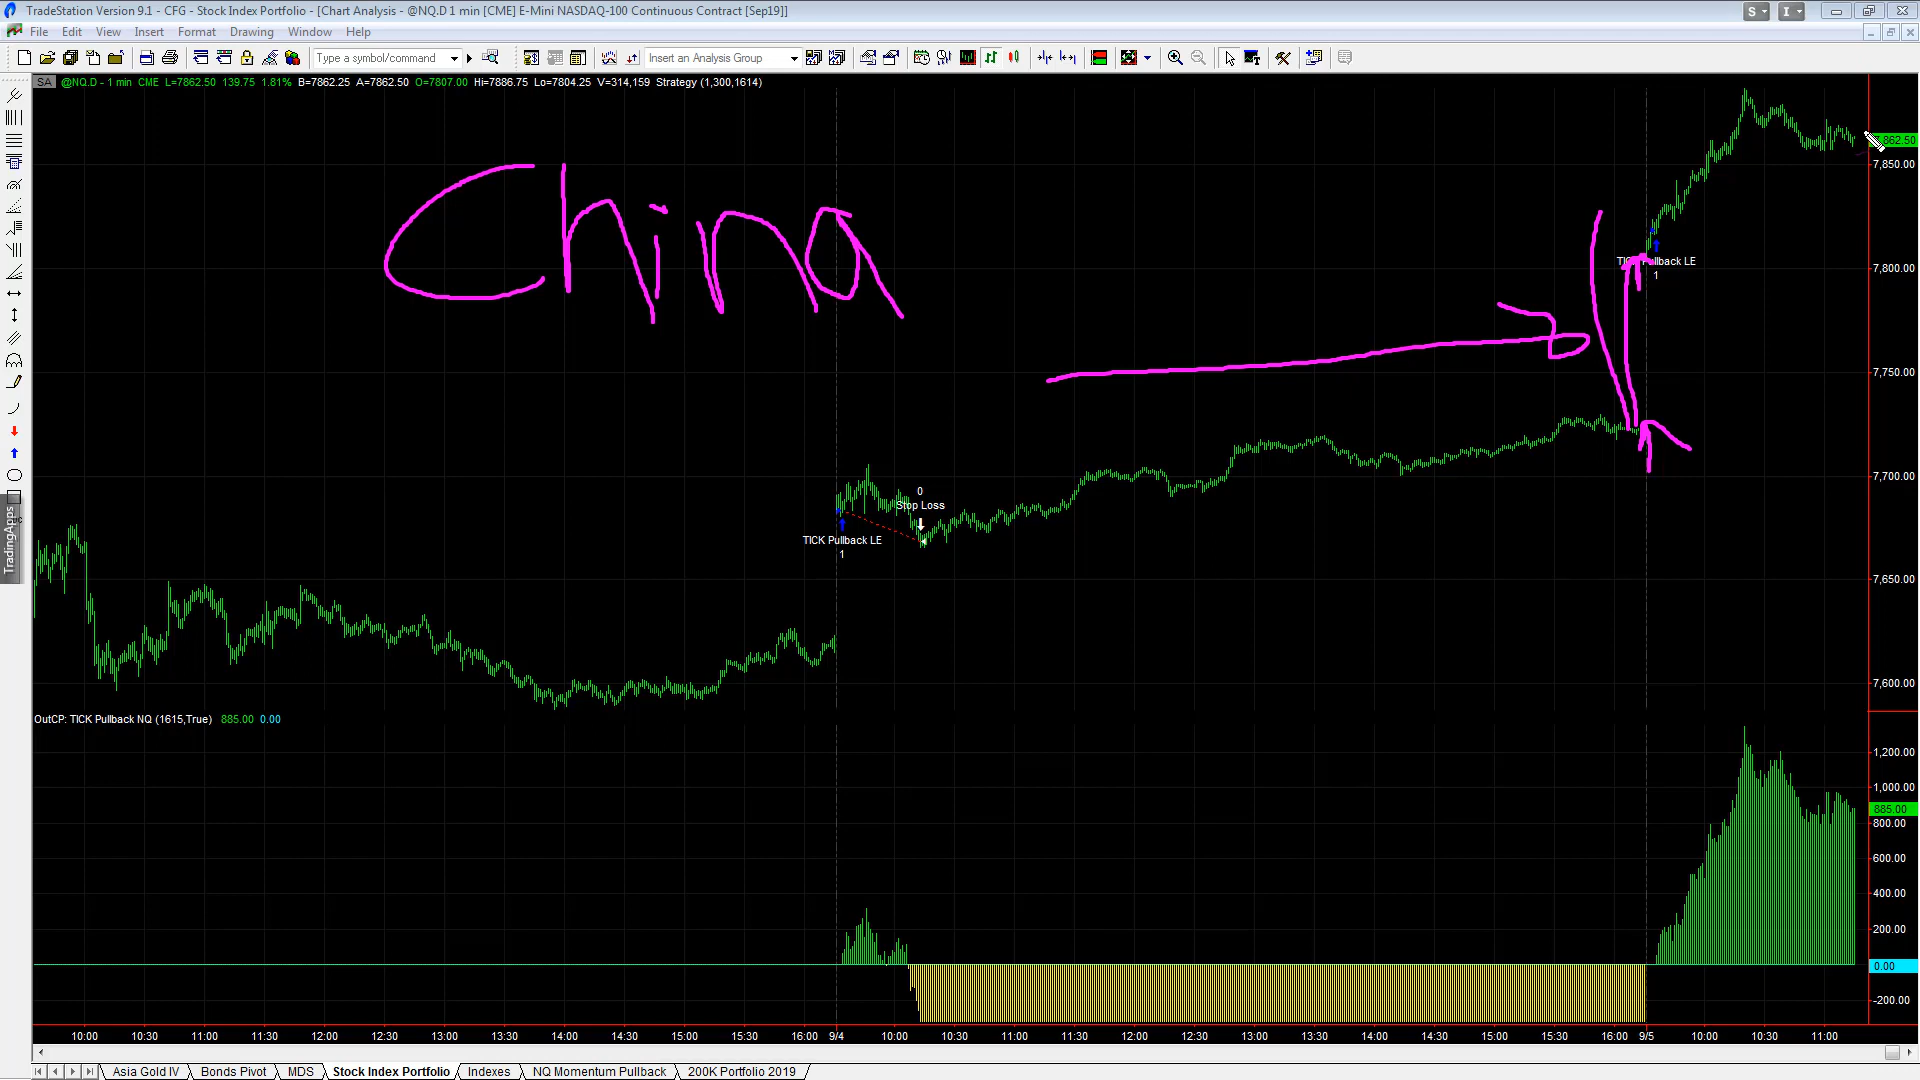 TradeStation Version 9.1 - CFG - Stock Index Portfolio - [Chart Analysis - @NQ.D 1 min [CME] E-Mini NASDAQ-100 Continuous Contract [Sep19]]
S I
File Edit View Insert Format Drawing Window Help
Type a symbol/command Insert an Analysis Group
SA @NQ.D - 1 min CME L=7862.50 139.75 1.81% B=7862.25 A=7862.50 O=7807.00 Hi=7886.75 Lo=7804.25 V=314,159 Strategy (1,300,1614)
China
862.50
7,850.00
TICK Pullback LE
1
7,800.00
7,750.00
7,700.00
0
Stop Loss
TICK Pullback LE
1
TradingApps
7,650.00
7,600.00
OutCP: TICK Pullback NQ (1615,True) 885.00 0.00
1,200.00
1,000.00
885.00
800.00
600.00
400.00
200.00
0.00
-200.00
10:00 10:30 11:00 11:30 12:00 12:30 13:00 13:30 14:00 14:30 15:00 15:30 16:00 9/4 10:00 10:30 11:00 11:30 12:00 12:30 13:00 13:30 14:00 14:30 15:00 15:30 16:00 9/5 10:00 10:30 11:00
Asia Gold IV Bonds Pivot MDS Stock Index Portfolio Indexes NQ Momentum Pullback 200K Portfolio 2019